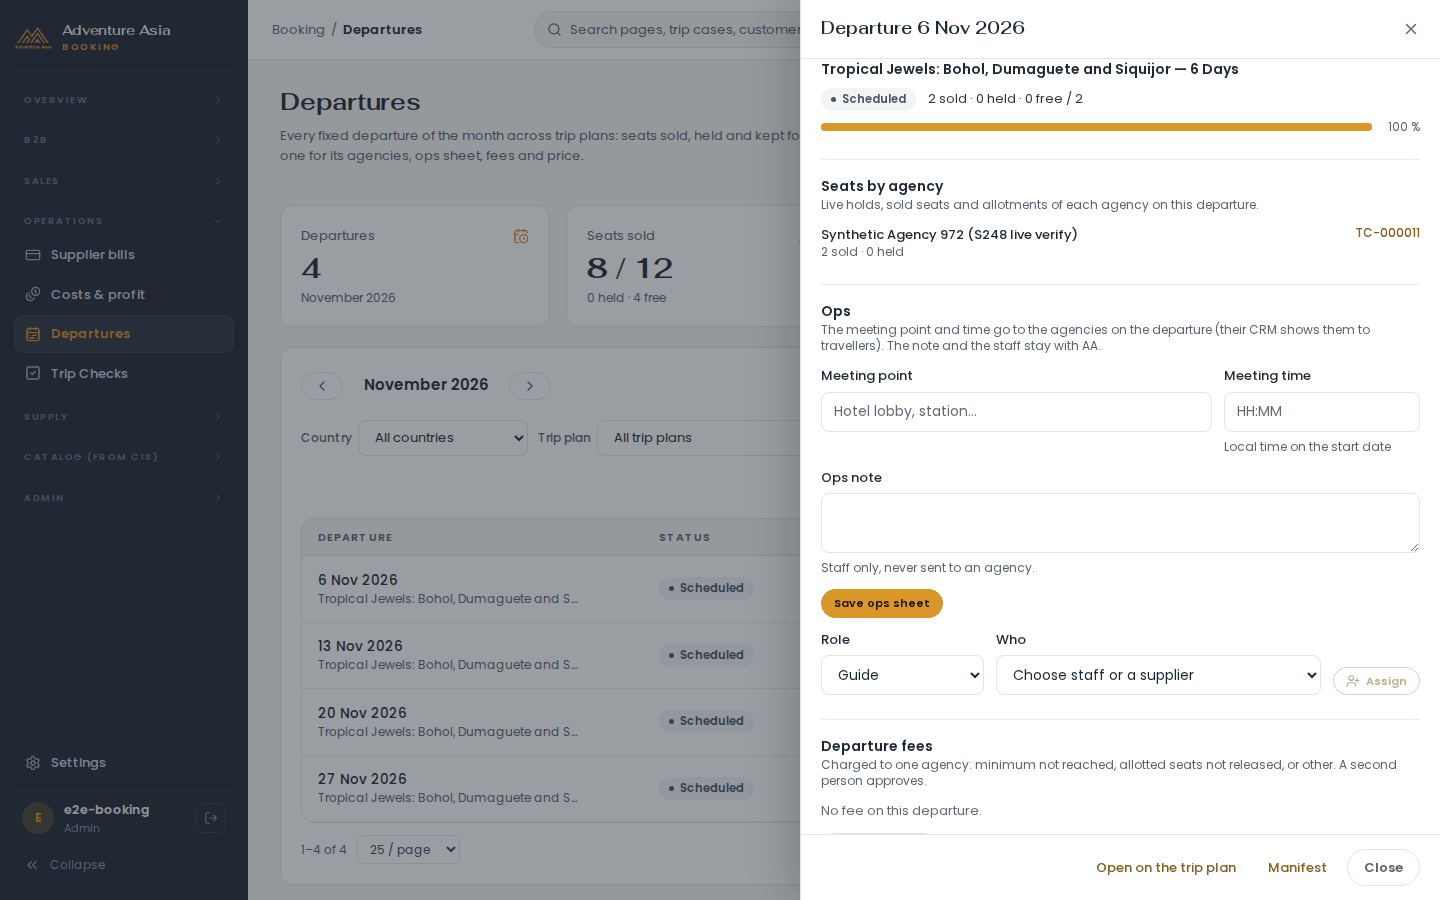 Adventure Asia
BOOKING
OVERVIEW
B2B
SALES
OPERATIONS
Supplier bills
Costs & profit
Departures
Trip Checks
SUPPLY
CATALOG (FROM CIS)
ADMIN
Settings
E
e2e-booking
Admin
Collapse
Booking / Departures
Search pages, trip cases, customer
Departures
Every fixed departure of the month across trip plans: seats sold, held and kept fo
one for its agencies, ops sheet, fees and price.
Departures
4
November 2026
Seats sold
8 / 12
0 held · 4 free
November 2026
Country
All countries
Trip plan
All trip plans
DEPARTURE
STATUS
6 Nov 2026
Tropical Jewels: Bohol, Dumaguete and S...
Scheduled
13 Nov 2026
Tropical Jewels: Bohol, Dumaguete and S...
Scheduled
20 Nov 2026
Tropical Jewels: Bohol, Dumaguete and S...
Scheduled
27 Nov 2026
Tropical Jewels: Bohol, Dumaguete and S...
Scheduled
1–4 of 4
25 / page
Departure 6 Nov 2026
Tropical Jewels: Bohol, Dumaguete and Siquijor — 6 Days
Scheduled
2 sold · 0 held · 0 free / 2
100 %
Seats by agency
Live holds, sold seats and allotments of each agency on this departure.
Synthetic Agency 972 (S248 live verify)
TC-000011
2 sold · 0 held
Ops
The meeting point and time go to the agencies on the departure (their CRM shows them to
travellers). The note and the staff stay with AA.
Meeting point
Meeting time
Hotel lobby, station...
HH:MM
Local time on the start date
Ops note
Staff only, never sent to an agency.
Save ops sheet
Role
Who
Guide
Choose staff or a supplier
Assign
Departure fees
Charged to one agency: minimum not reached, allotted seats not released, or other. A second
person approves.
No fee on this departure.
Open on the trip plan
Manifest
Close